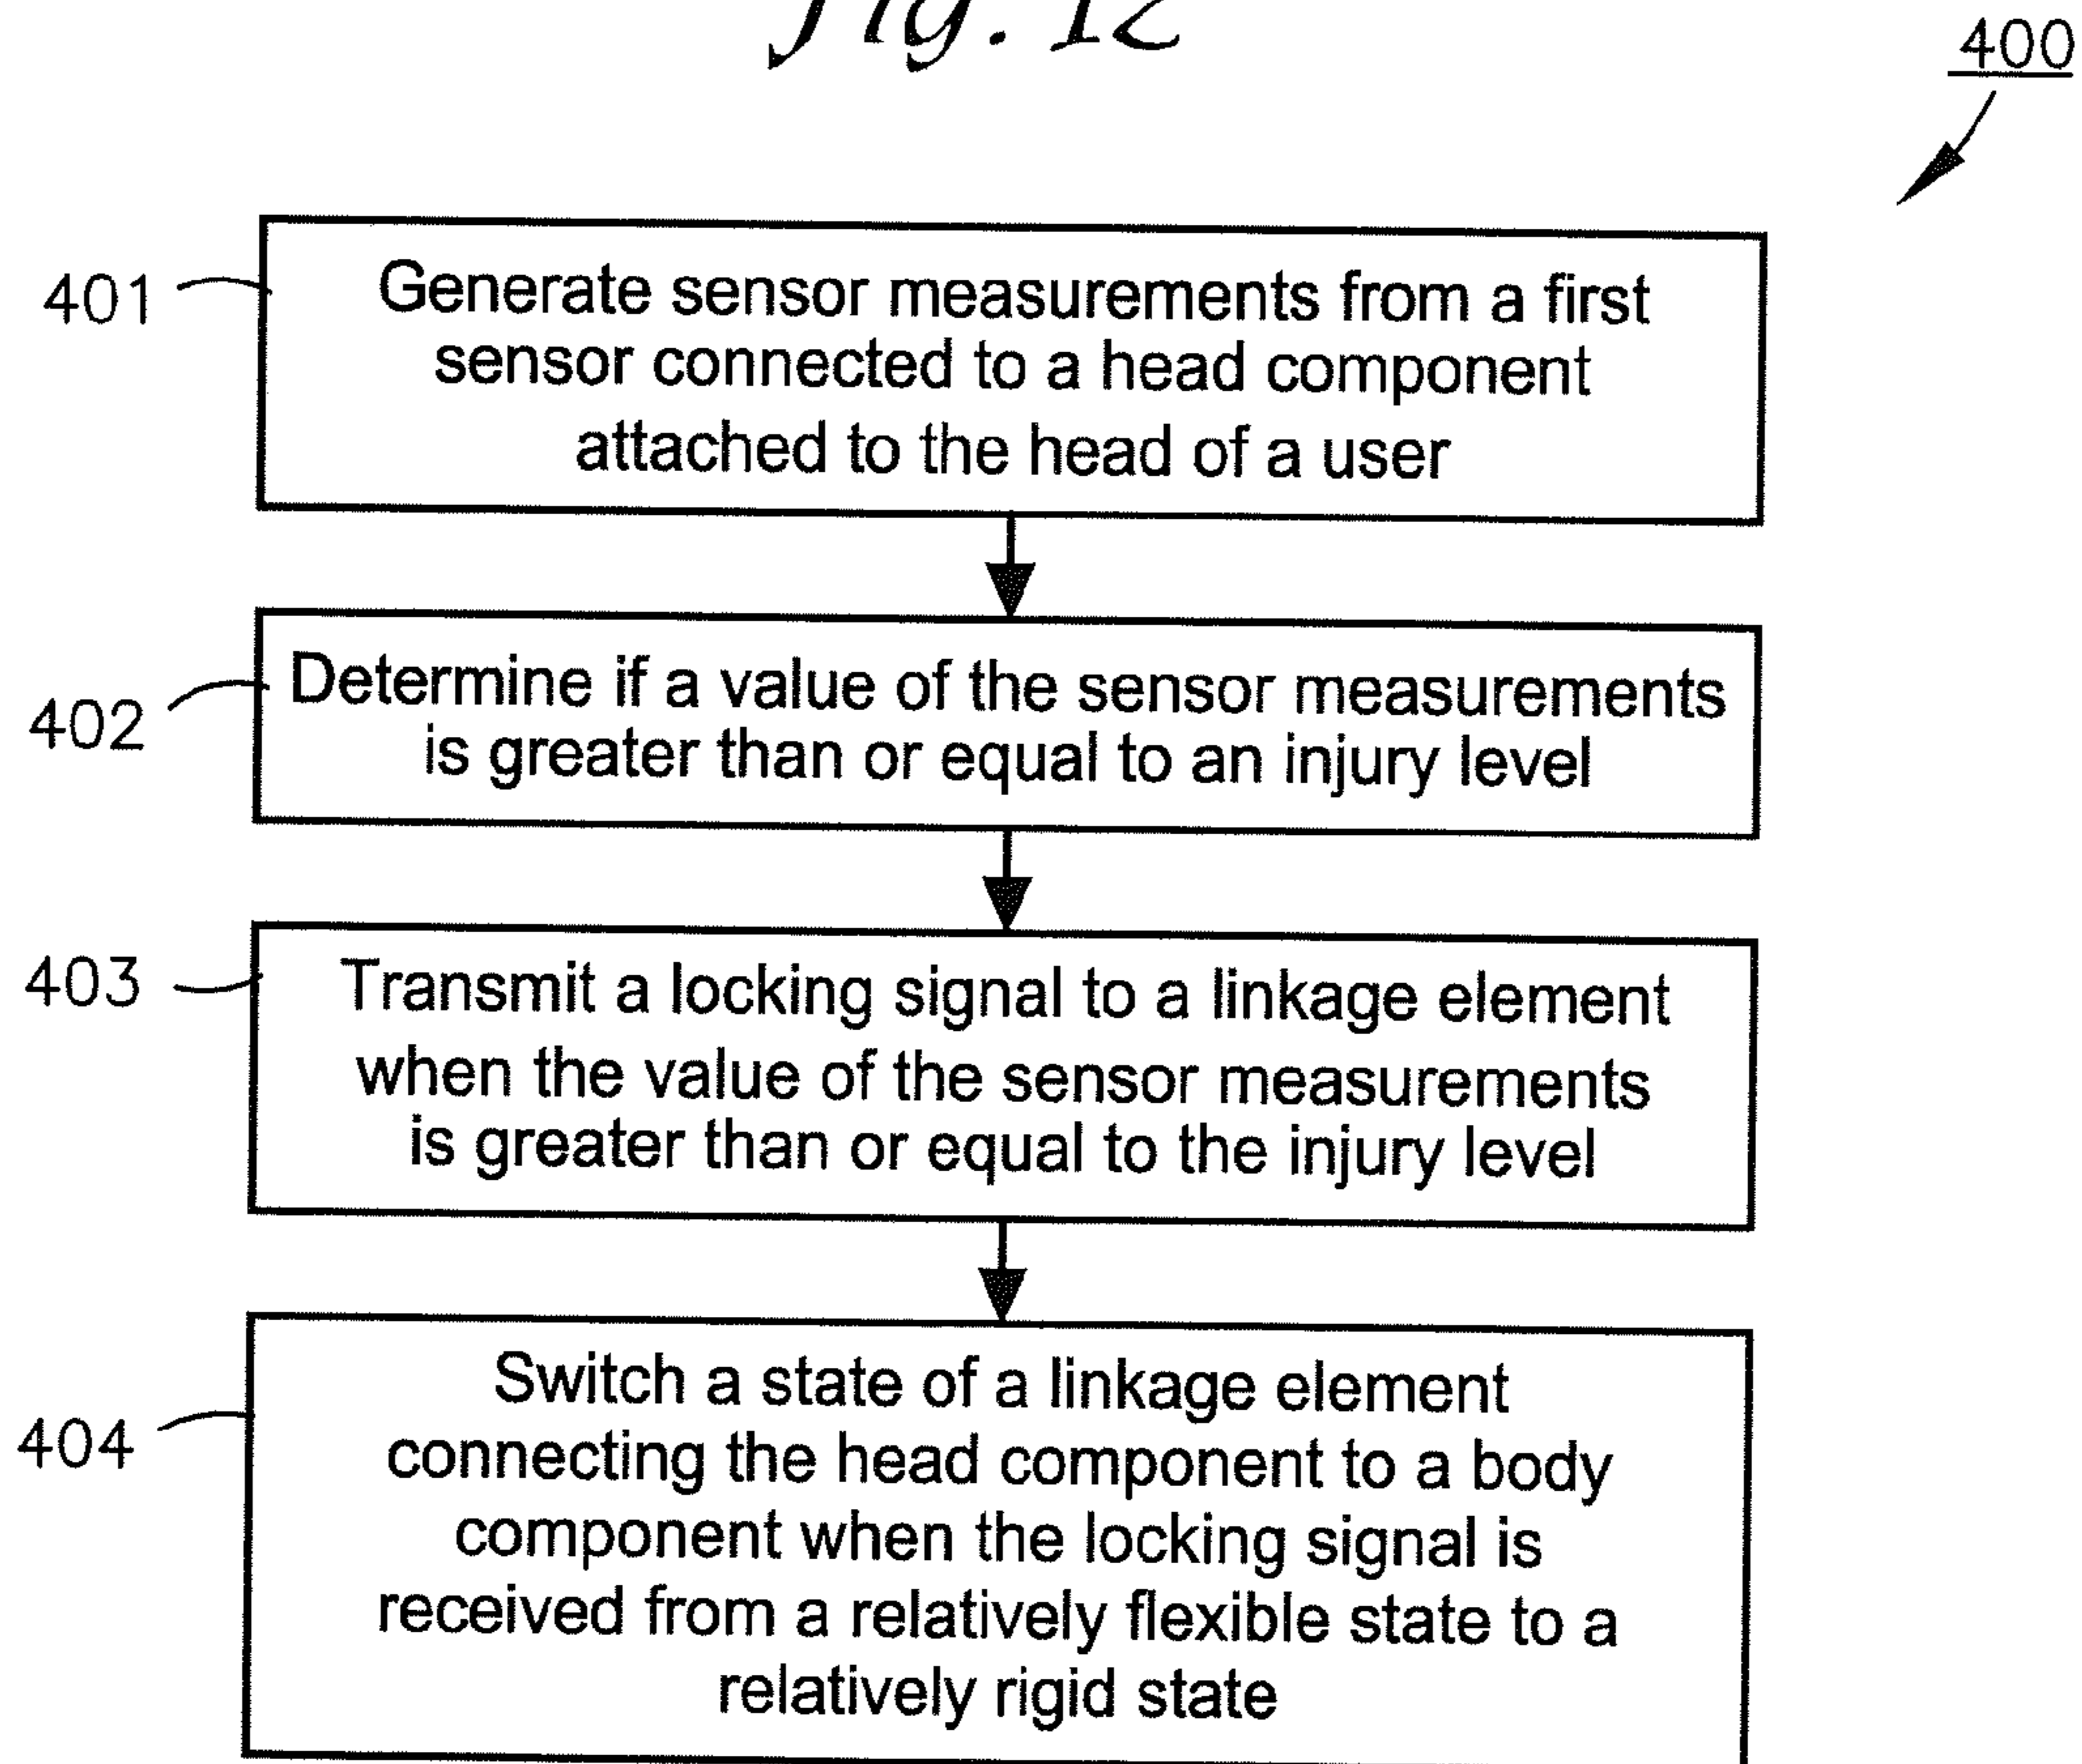 Fig. 12
400
401
Generate sensor measurements from a first
sensor connected to a head component
attached to the head of a user
402
Determine if a value of the sensor measurements
is greater than or equal to an injury level
403
Transmit a locking signal to a linkage element
when the value of the sensor measurements
is greater than or equal to the injury level
404
Switch a state of a linkage element
connecting the head component to a body
component when the locking signal is
received from a relatively flexible state to a
relatively rigid state